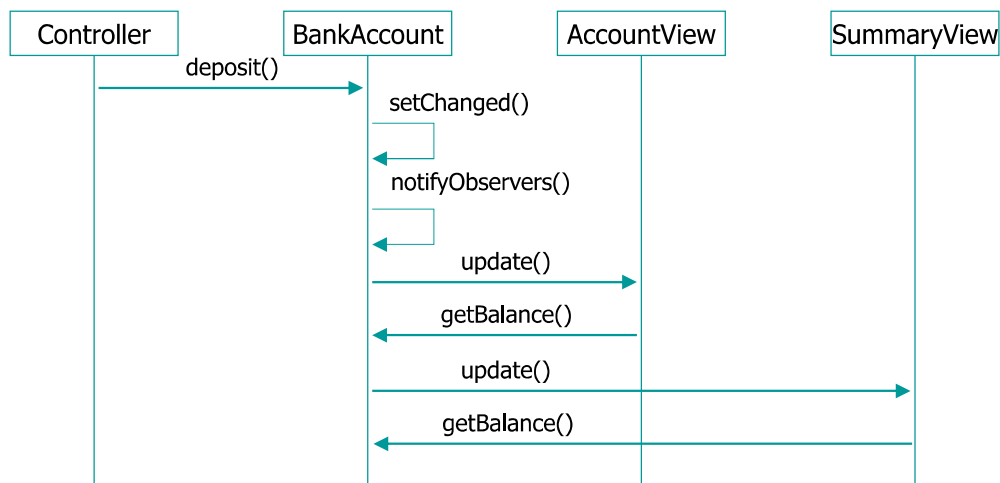 Controller
BankAccount
AccountView
SummaryView
deposit()
setChanged()
notifyObservers()
update()
getBalance()
update()
getBalance()